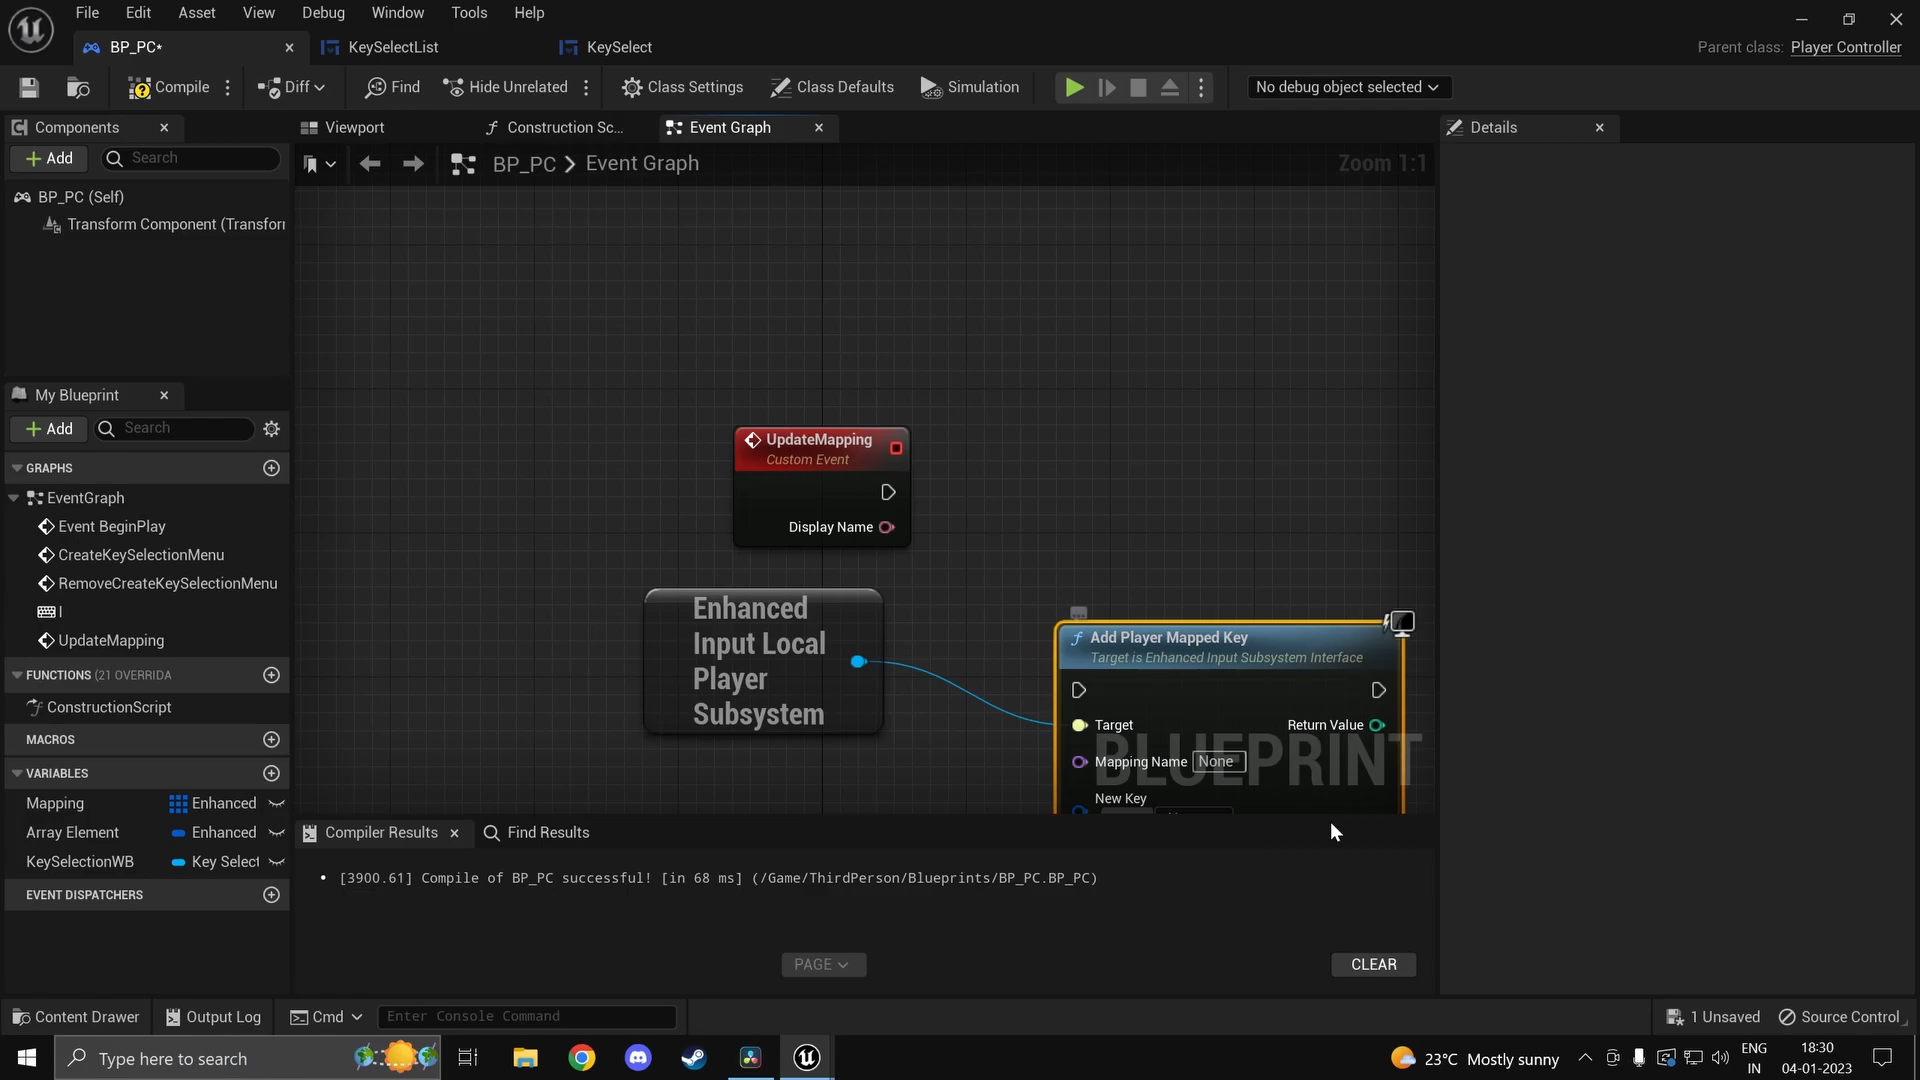 File Edit Asset View Debug Window Tools Help
BP_PC*
KeySelectList
KeySelect
Parent class: Player Controller
Compile
Diff
Find
Hide Unrelated
Class Settings
Class Defaults
Simulation
No debug object selected
Components
Viewport
Construction Sc...
Event Graph
Details
Add
Search
BP_PC > Event Graph
Zoom 1:1
BP_PC (Self)
Transform Component (Transfor
My Blueprint
Add
Search
GRAPHS
EventGraph
Event BeginPlay
CreateKeySelectionMenu
RemoveCreateKeySelectionMenu
I
UpdateMapping
FUNCTIONS (21 OVERRIDA
ConstructionScript
MACROS
VARIABLES
Mapping Enhanced
Array Element Enhanced
KeySelectionWB Key Select
EVENT DISPATCHERS
UpdateMapping
Custom Event
Display Name
Enhanced
Input Local
Player
Subsystem
Add Player Mapped Key
Target is Enhanced Input Subsystem Interface
Target
Return Value
BLUEPRINT
Mapping Name None
New Key
Compiler Results
Find Results
• [3900.61] Compile of BP_PC successful! [in 68 ms] (/Game/ThirdPerson/Blueprints/BP_PC.BP_PC)
PAGE
CLEAR
Content Drawer
Output Log
Cmd
Enter Console Command
1 Unsaved
Source Control
Type here to search
23°C Mostly sunny
ENG
IN
18:30
04-01-2023